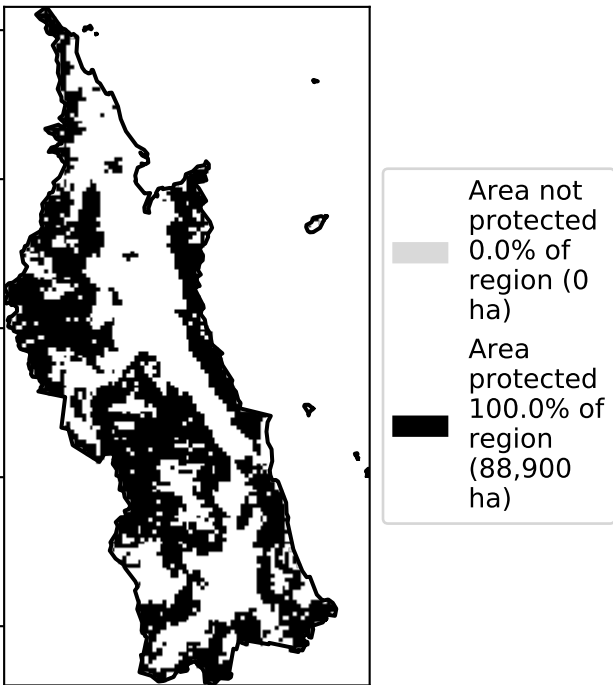 Area not
protected
0.0% of
region (0
ha)
Area
protected
100.0% of
region
(88,900
ha)